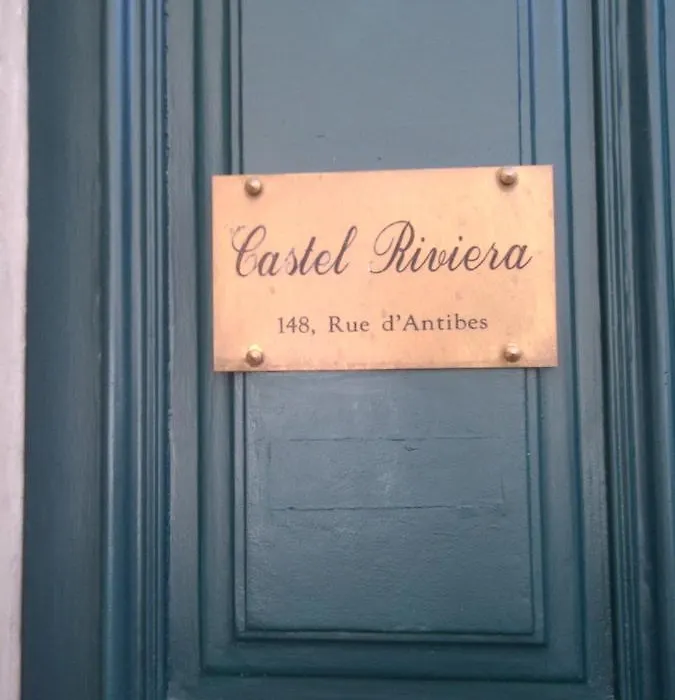 Castel Riviera
148, Rue d'Antibes